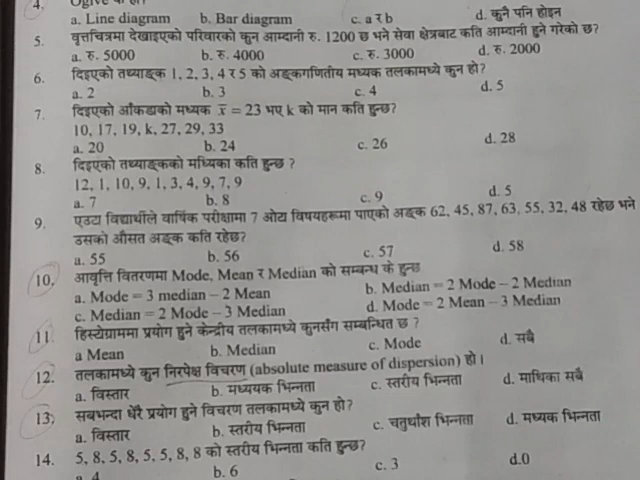 4. Ogive के हो?
a. Line diagram b. Bar diagram c. a र b d. कुनै पनि होइन
5. वृत्तचित्रमा देखाइएको परिवारको कुन आम्दानी रु. 1200 छ भने सेवा क्षेत्रबाट कति आम्दानी हुने गरेको छ?
a. रु. 5000 b. रु. 4000 c. रु. 3000 d. रु. 2000
6. दिइएको तथ्याङ्क 1, 2, 3, 4 र 5 को अङ्कगणितीय मध्यक तलकामध्ये कुन हो?
a. 2 b. 3 c. 4 d. 5
7. दिइएको आँकडाको मध्यक x̄ = 23 भए k को मान कति हुन्छ?
10, 17, 19, k, 27, 29, 33
a. 20 b. 24 c. 26 d. 28
8. दिइएको तथ्याङ्कको मध्यिका कति हुन्छ ?
12, 1, 10, 9, 1, 3, 4, 9, 7, 9
a. 7 b. 8 c. 9 d. 5
9. एउटा विद्यार्थीले वार्षिक परीक्षामा 7 ओटा विषयहरूमा पाएको अङ्क 62, 45, 87, 63, 55, 32, 48 रहेछ भने
उसको औसत अङ्क कति रहेछ?
a. 55 b. 56 c. 57 d. 58
10. आवृत्ति वितरणमा Mode, Mean र Median को सम्बन्ध के हुन्छ
a. Mode = 3 median – 2 Mean b. Median = 2 Mode – 2 Median
c. Median = 2 Mode – 3 Median d. Mode = 2 Mean – 3 Median
11. हिस्टोग्राममा प्रयोग हुने केन्द्रीय तलकामध्ये कुनसँग सम्बन्धित छ ?
a Mean b. Median c. Mode d. सबै
12. तलकामध्ये कुन निरपेक्ष विचरण (absolute measure of dispersion) हो।
a. विस्तार b. मध्ययक भिन्नता c. स्तरीय भिन्नता d. माथिका सबै
13. सबभन्दा धेरै प्रयोग हुने विचरण तलकामध्ये कुन हो?
a. विस्तार b. स्तरीय भिन्नता c. चतुर्थांश भिन्नता d. मध्यक भिन्नता
14. 5, 8, 5, 8, 5, 5, 8, 8 को स्तरीय भिन्नता कति हुन्छ?
a. 4 b. 6 c. 3 d.0